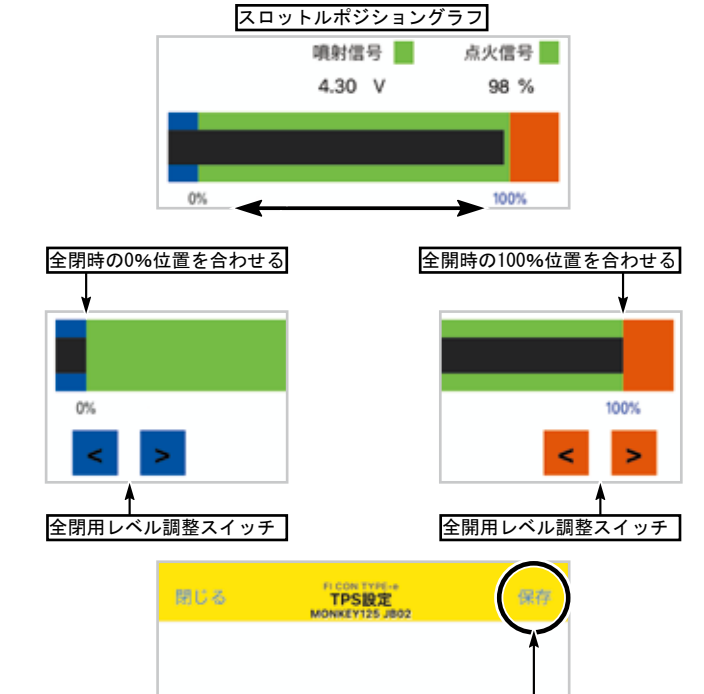 スロットルポジショングラフ
噴射信号 点火信号
4.30 V 98 %
0% 100%
全閉時の0%位置を合わせる 全開時の100%位置を合わせる
0% 100%
< > < >
全閉用レベル調整スイッチ 全開用レベル調整スイッチ
FI CON TYPE-e
閉じる TPS設定 保存
MONKEY125 JB02